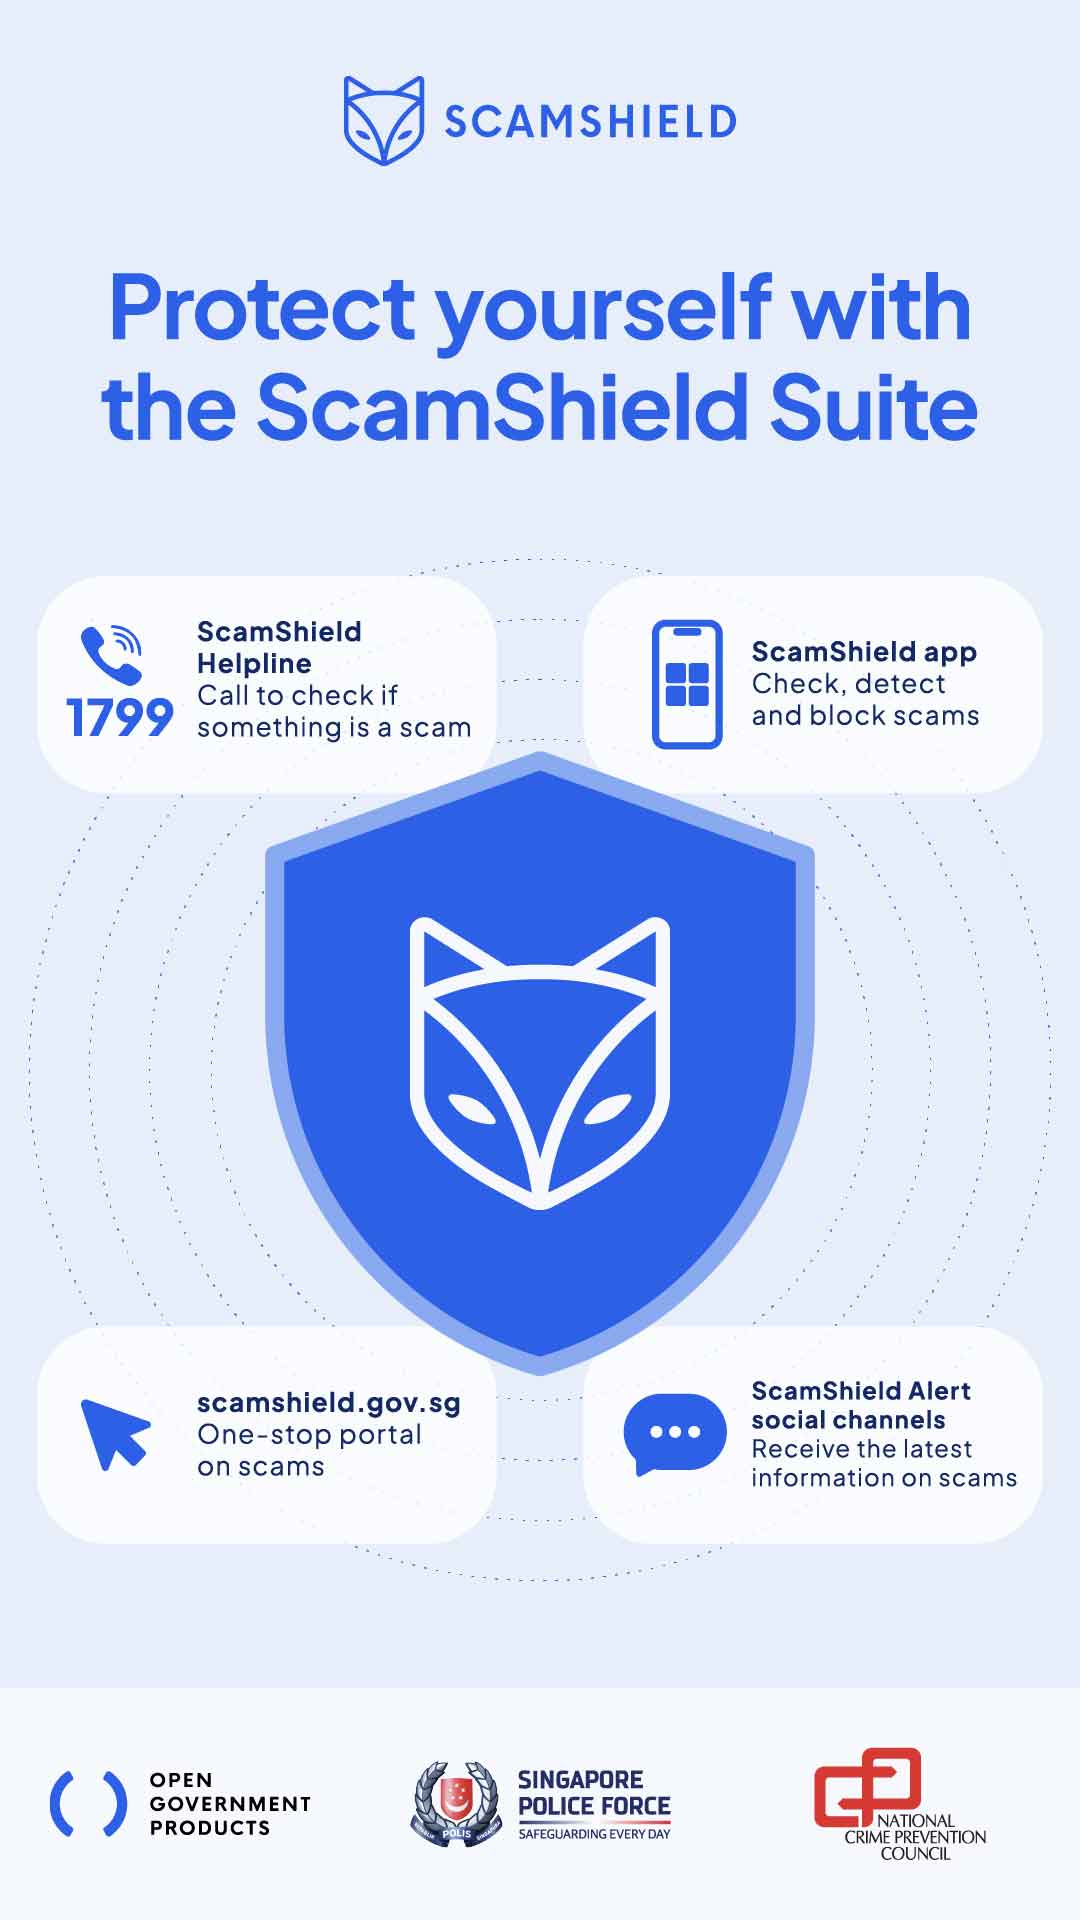 SCAMSHIELD
Protect yourself with
the ScamShield Suite
1799
ScamShield
Helpline
Call to check if
something is a scam
ScamShield app
Check, detect
and block scams
scamshield.gov.sg
One-stop portal
on scams
ScamShield Alert
social channels
Receive the latest
information on scams
OPEN
GOVERNMENT
PRODUCTS
POLIS
SINGAPORE
POLICE FORCE
SAFEGUARDING EVERY DAY
NATIONAL
CRIME PREVENTION
COUNCIL